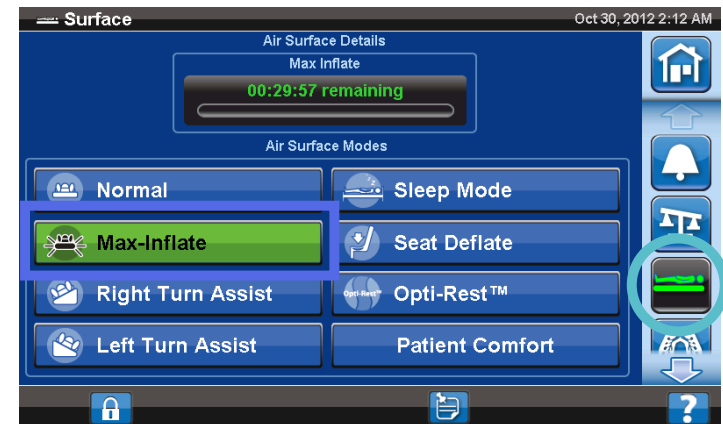 Surface
Oct 30, 2012 2:12 AM
Air Surface Details
Max Inflate
00:29:57 remaining
Air Surface Modes
Normal
Sleep Mode
Max-Inflate
Seat Deflate
Right Turn Assist
Opti-Rest™
Opti-Rest™
Left Turn Assist
Patient Comfort
?